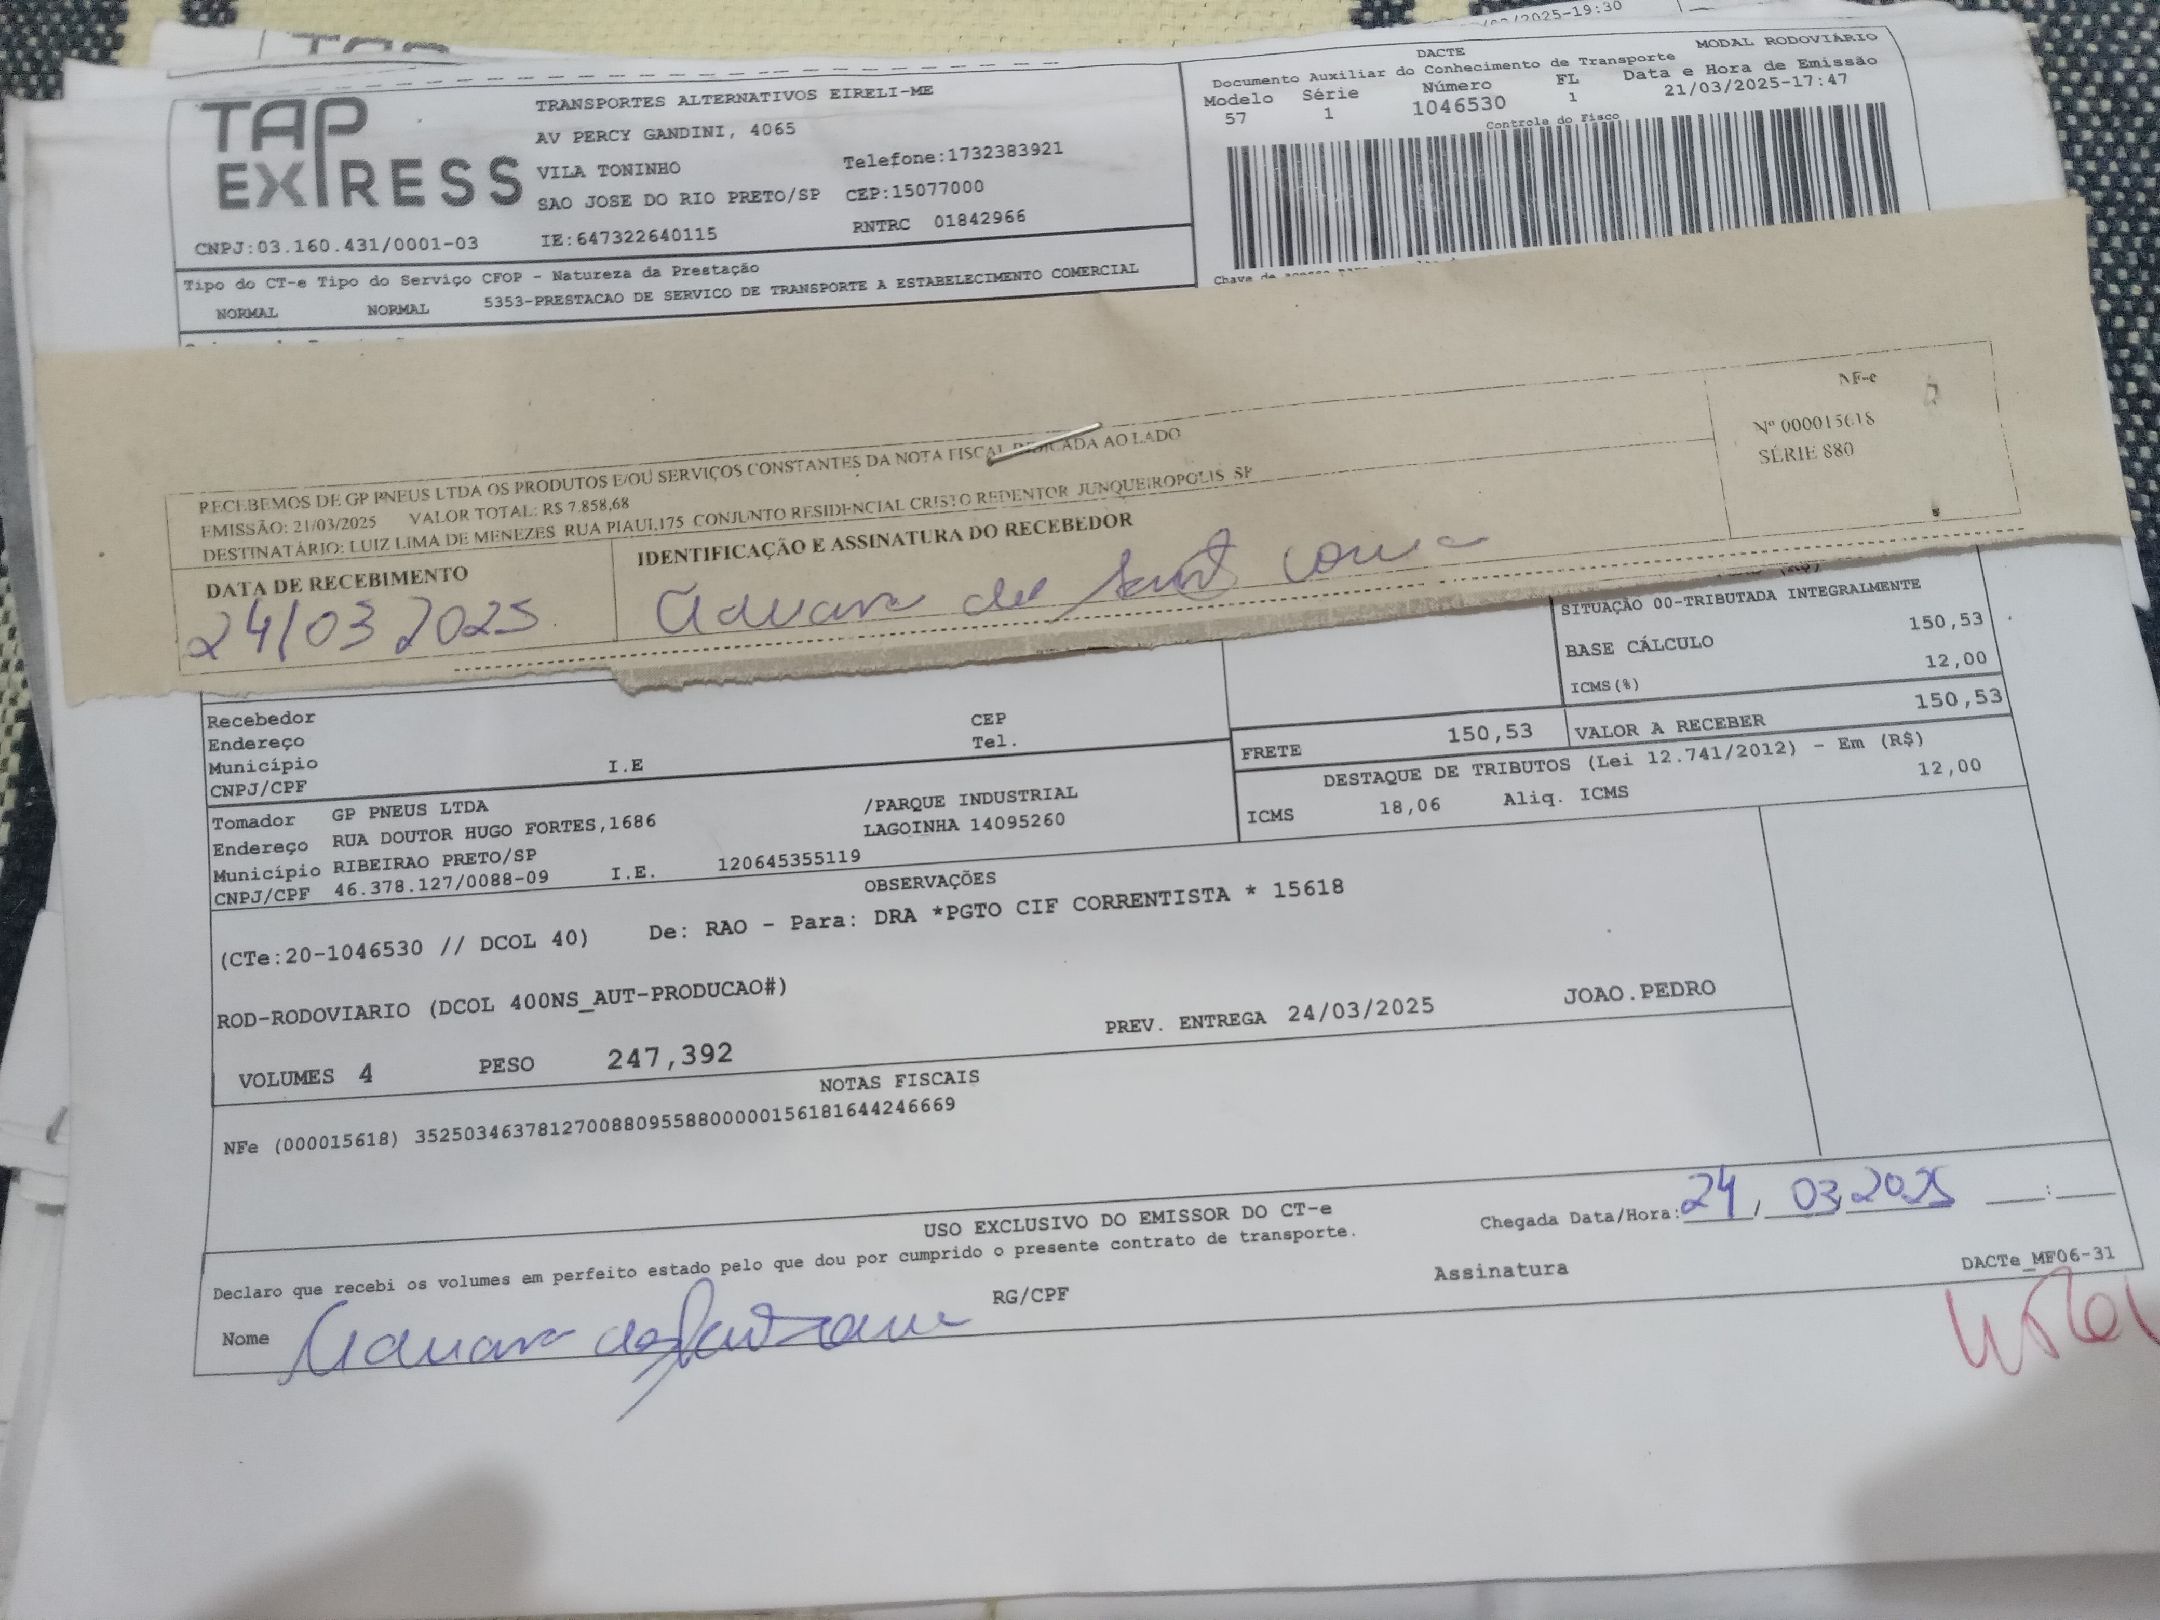 /2025-19:30
TAP EXPRESS
TRANSPORTES ALTERNATIVOS EIRELI-ME
AV PERCY GANDINI, 4065
VILA TONINHO Telefone:1732383921
SAO JOSE DO RIO PRETO/SP CEP:15077000
CNPJ:03.160.431/0001-03 IE:647322640115 RNTRC 01842966
DACTE MODAL RODOVIÁRIO
Documento Auxiliar do Conhecimento de Transporte
Modelo Série Número FL Data e Hora de Emissão
57 1 1046530 1 21/03/2025-17:47
Controle do Fisco
Chave de
Tipo do CT-e Tipo do Serviço CFOP - Natureza da Prestação
NORMAL NORMAL 5353-PRESTACAO DE SERVICO DE TRANSPORTE A ESTABELECIMENTO COMERCIAL
RECEBEMOS DE GP PNEUS LTDA OS PRODUTOS E/OU SERVIÇOS CONSTANTES DA NOTA FISCAL INDICADA AO LADO
EMISSÃO: 21/03/2025 VALOR TOTAL: R$ 7.858,68
DESTINATÁRIO: LUIZ LIMA DE MENEZES RUA PIAUI,175 CONJUNTO RESIDENCIAL CRISTO REDENTOR JUNQUEIROPOLIS SP
NF-e
Nº 000015618
SÉRIE 880
DATA DE RECEBIMENTO IDENTIFICAÇÃO E ASSINATURA DO RECEBEDOR
24/03 2025
SITUAÇÃO 00-TRIBUTADA INTEGRALMENTE
BASE CÁLCULO 150,53
ICMS(%) 12,00
FRETE 150,53 VALOR A RECEBER 150,53
DESTAQUE DE TRIBUTOS (Lei 12.741/2012) - Em (R$)
ICMS 18,06 Aliq. ICMS 12,00
Recebedor CEP
Endereço Tel.
Município I.E
CNPJ/CPF
Tomador GP PNEUS LTDA /PARQUE INDUSTRIAL
Endereço RUA DOUTOR HUGO FORTES,1686 LAGOINHA 14095260
Município RIBEIRAO PRETO/SP
CNPJ/CPF 46.378.127/0088-09 I.E. 120645355119
OBSERVAÇÕES
(CTe:20-1046530 // DCOL 40) De: RAO - Para: DRA *PGTO CIF CORRENTISTA * 15618
ROD-RODOVIARIO (DCOL 400NS_AUT-PRODUCAO#)
VOLUMES 4 PESO 247,392 PREV. ENTREGA 24/03/2025 JOAO.PEDRO
NOTAS FISCAIS
NFe (000015618) 35250346378127008809558800000156181644246669
USO EXCLUSIVO DO EMISSOR DO CT-e
Declaro que recebi os volumes em perfeito estado pelo que dou por cumprido o presente contrato de transporte.
Chegada Data/Hora: 24/ 03 2025 __:__
Nome RG/CPF Assinatura
DACTe_MF06-31